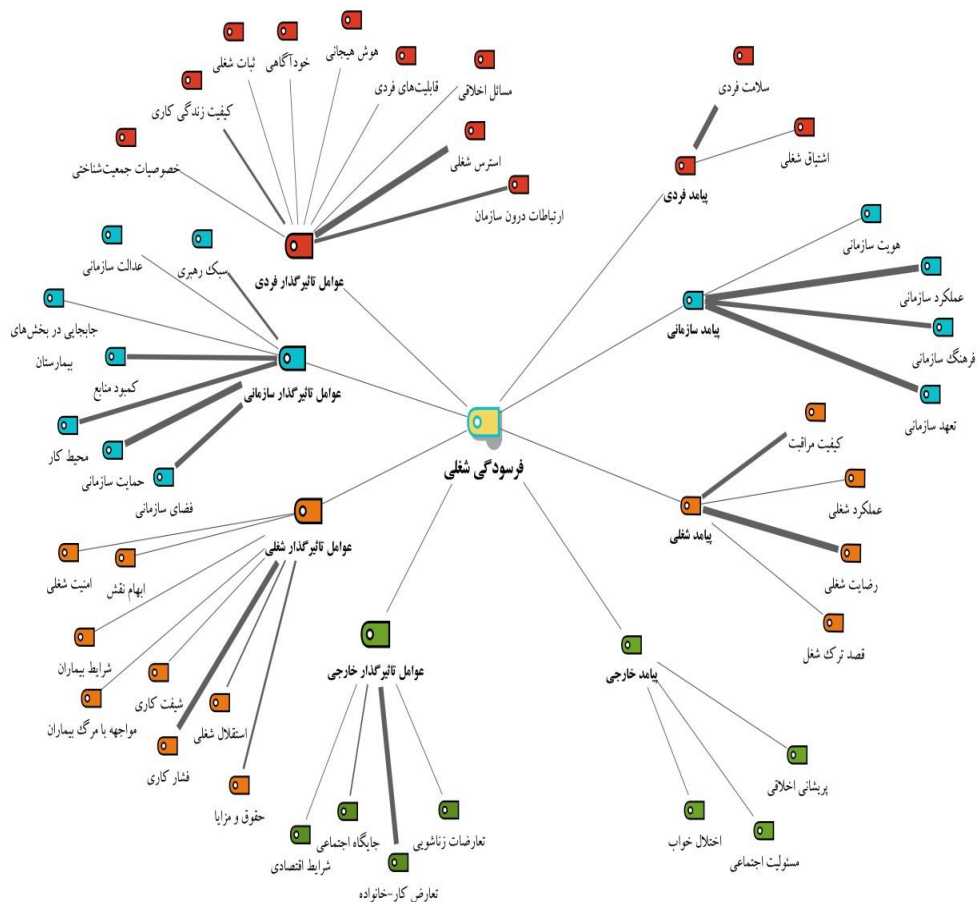 هوش هیجانی
خودآگاهی
ثبات شغلی
قابلیت‌های فردی
مسائل اخلاقی
کیفیت زندگی کاری
استرس شغلی
خصوصیات جمعیت‌شناختی
ارتباطات درون سازمان
عوامل تاثیرگذار فردی
سلامت فردی
اشتیاق شغلی
پیامد فردی
هویت سازمانی
عملکرد سازمانی
پیامد سازمانی
فرهنگ سازمانی
تعهد سازمانی
سبک رهبری
عدالت سازمانی
جابجایی در بخش‌های
بیمارستان
عوامل تاثیرگذار سازمانی
کمبود منابع
محیط کار
حمایت سازمانی
فضای سازمانی
فرسودگی شغلی
کیفیت مراقبت
عملکرد شغلی
پیامد شغلی
رضایت شغلی
قصد ترک شغل
عوامل تاثیرگذار شغلی
امنیت شغلی
ابهام نقش
شرایط بیماران
شیفت کاری
مواجهه با مرگ بیماران
استقلال شغلی
فشار کاری
حقوق و مزایا
عوامل تاثیرگذار خارجی
تعارضات زناشویی
جایگاه اجتماعی
شرایط اقتصادی
تعارض کار-خانواده
پیامد خارجی
پریشانی اخلاقی
اختلال خواب
مسئولیت اجتماعی